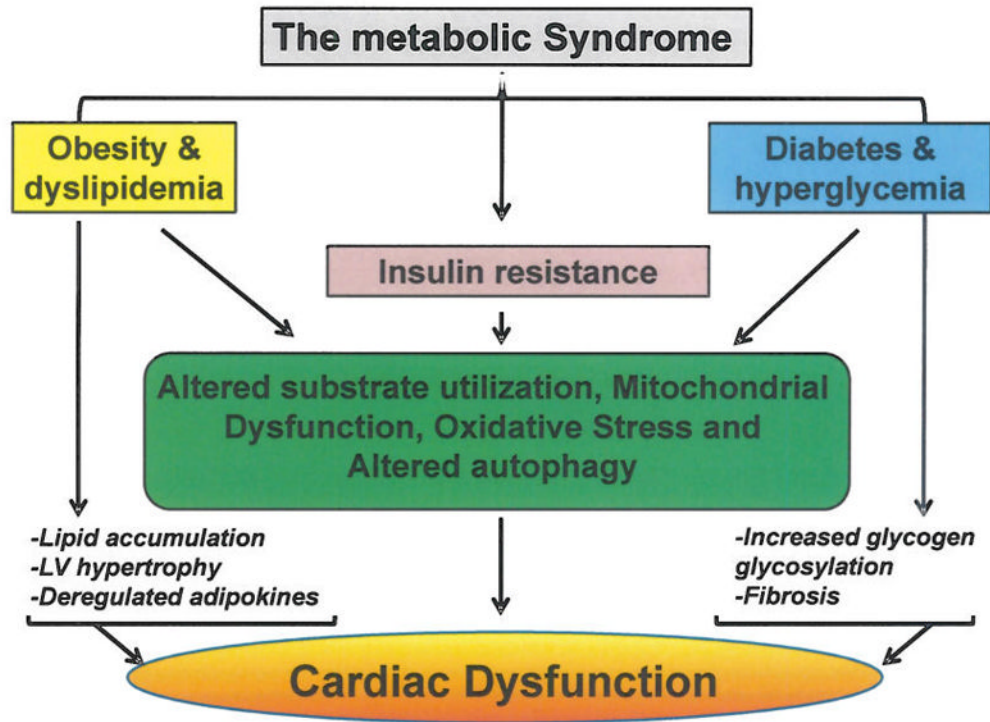 The metabolic Syndrome
Obesity &
dyslipidemia
Diabetes &
hyperglycemia
Insulin resistance
Altered substrate utilization, Mitochondrial
Dysfunction, Oxidative Stress and
Altered autophagy
-Lipid accumulation
-LV hypertrophy
-Deregulated adipokines
-Increased glycogen
glycosylation
-Fibrosis
Cardiac Dysfunction